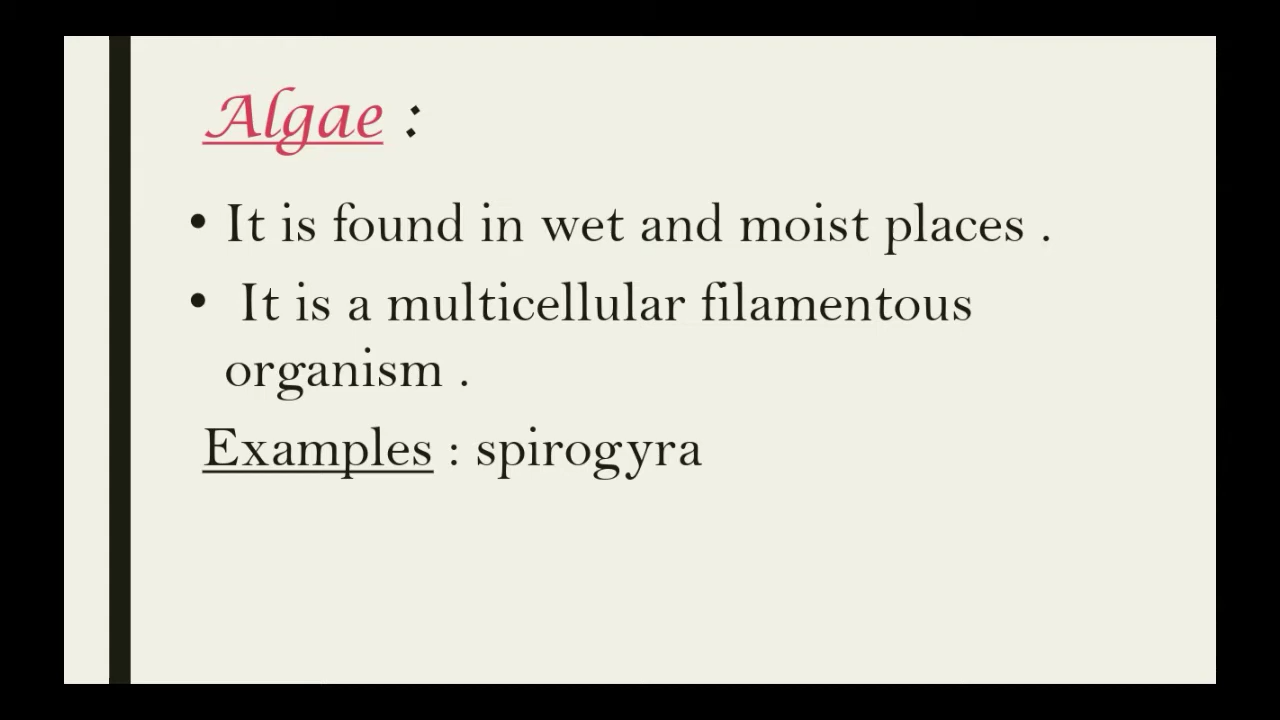 Algae :
• It is found in wet and moist places .
• It is a multicellular filamentous
organism .
Examples : spirogyra